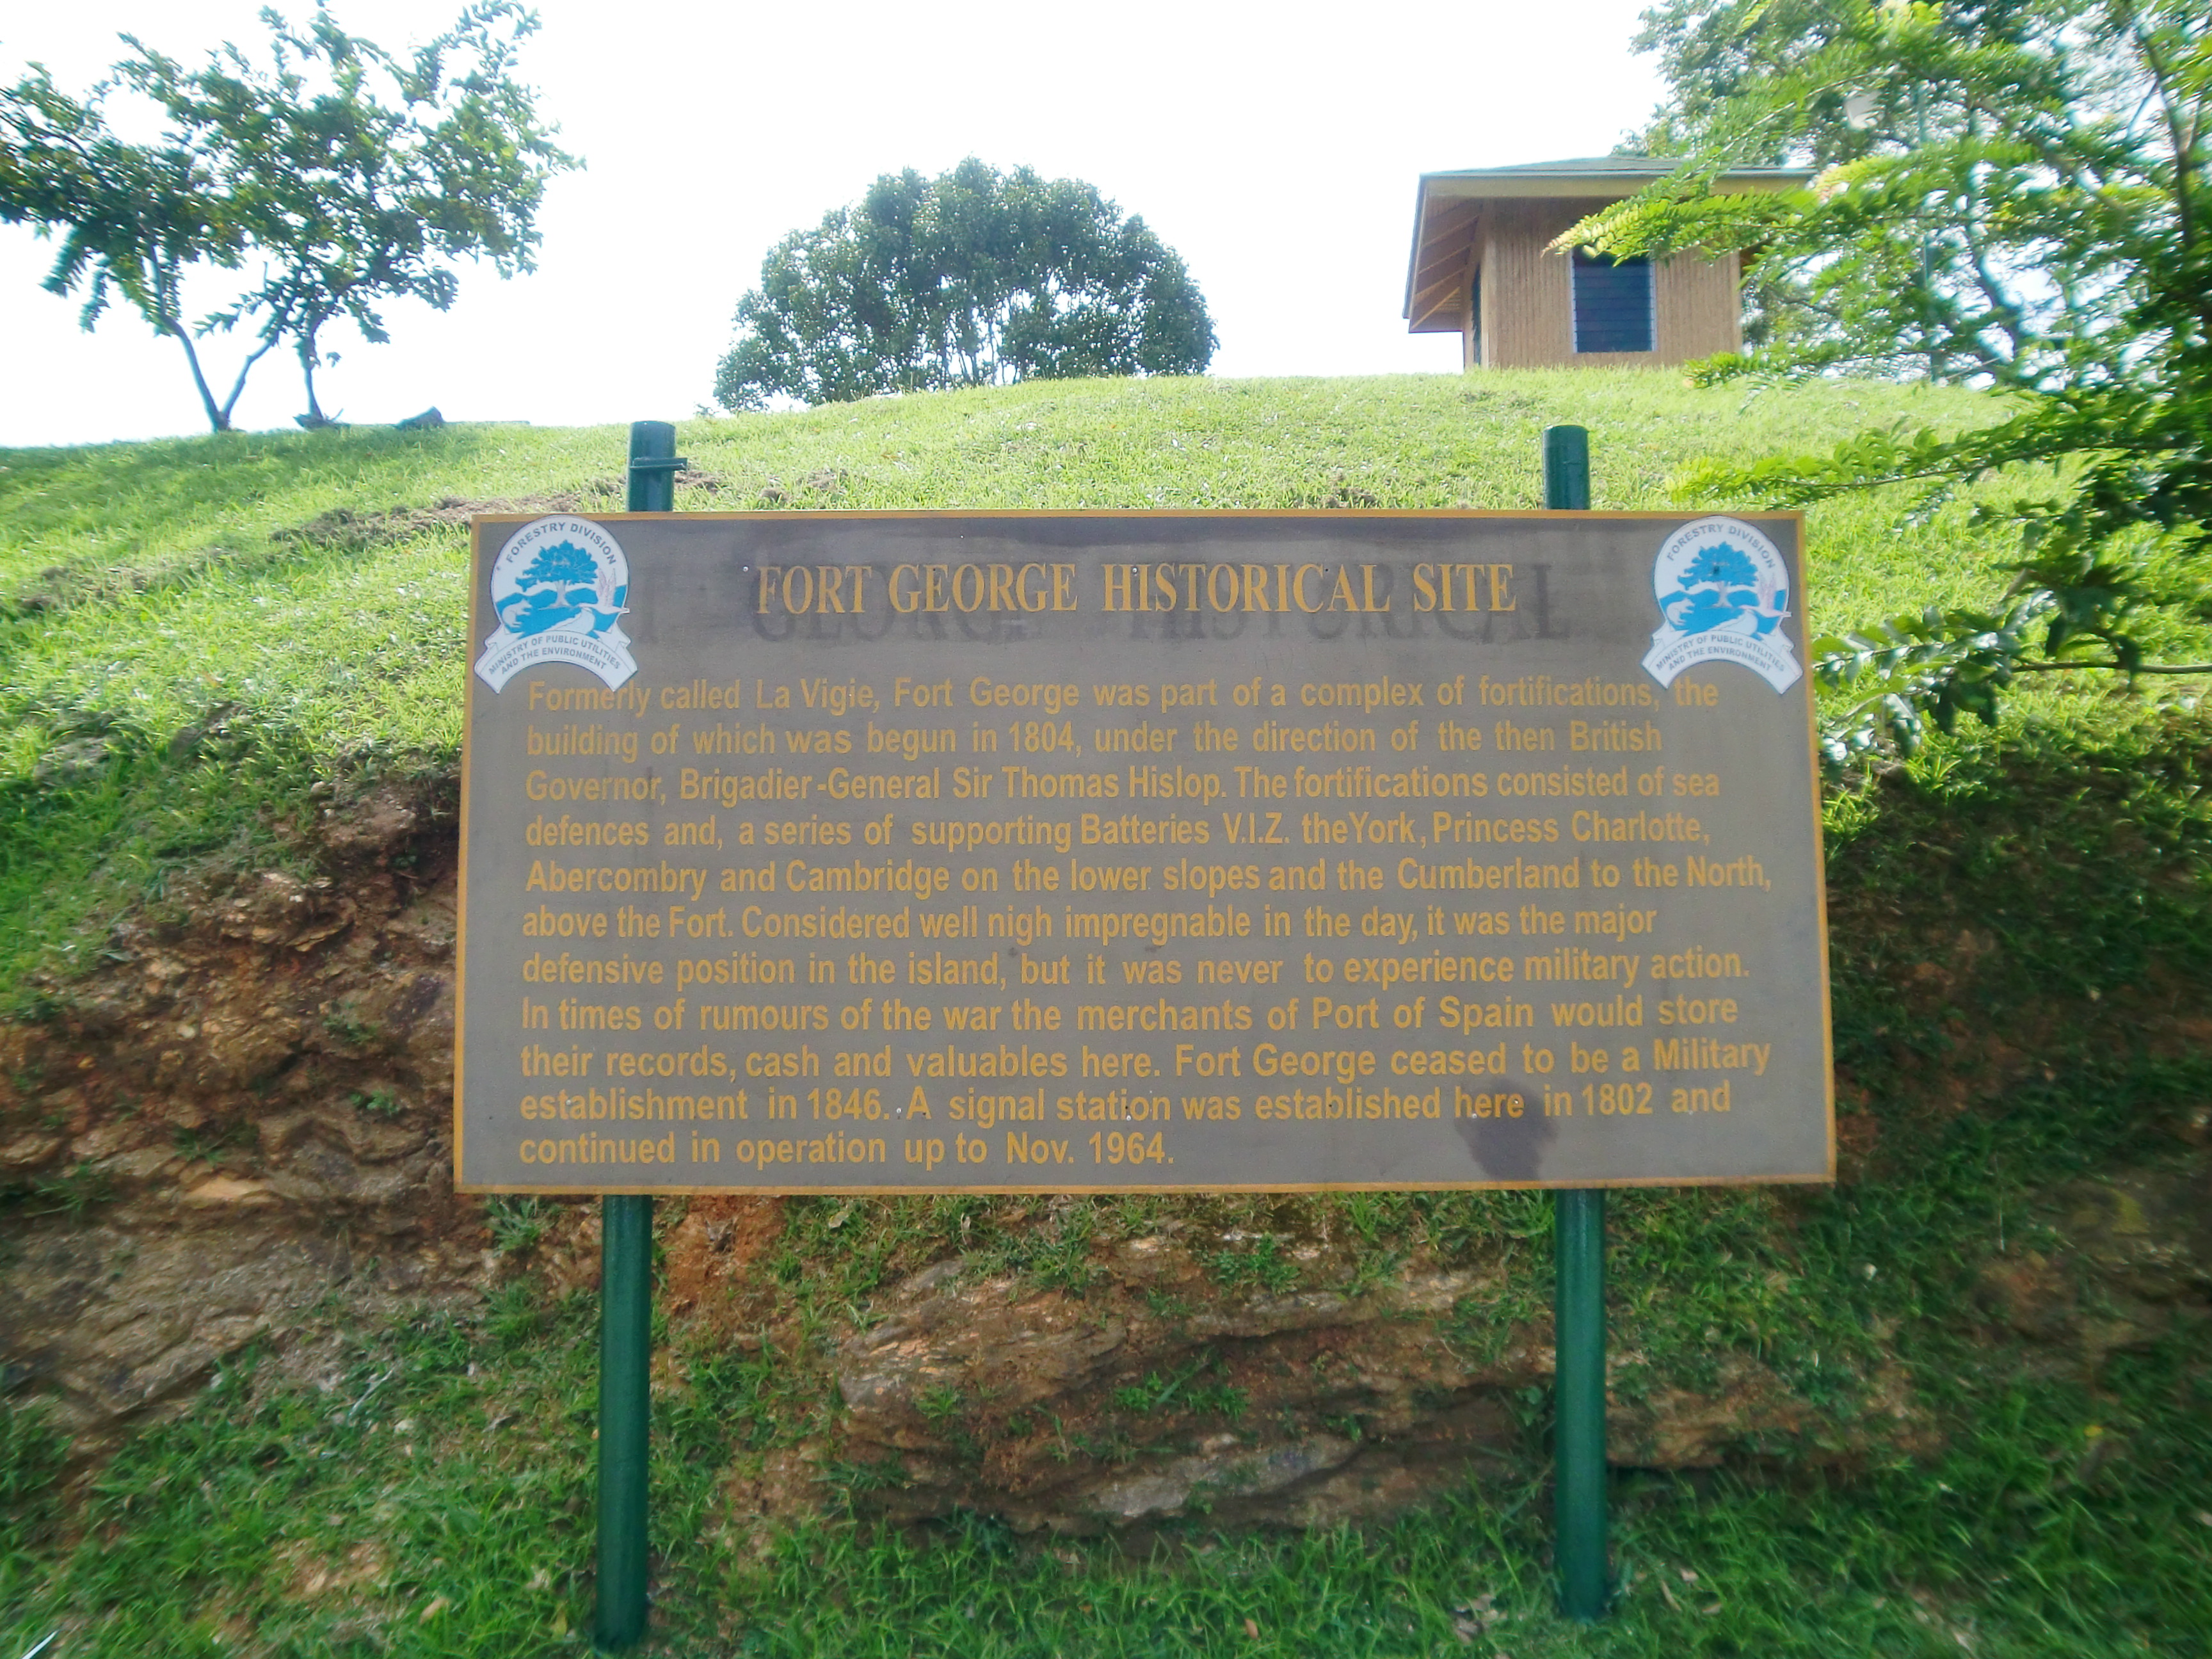 FORESTRY DIVISION
MINISTRY OF PUBLIC UTILITIES
AND THE ENVIRONMENT
FORT GEORGE HISTORICAL SITE
FORESTRY DIVISION
MINISTRY OF PUBLIC UTILITIES
AND THE ENVIRONMENT
Formerly called La Vigie, Fort George was part of a complex of fortifications, the
building of which was begun in 1804, under the direction of the then British
Governor, Brigadier-General Sir Thomas Hislop. The fortifications consisted of sea
defences and, a series of supporting Batteries V.I.Z. the York, Princess Charlotte,
Abercombry and Cambridge on the lower slopes and the Cumberland to the North,
above the Fort. Considered well nigh impregnable in the day, it was the major
defensive position in the island, but it was never to experience military action.
In times of rumours of the war the merchants of Port of Spain would store
their records, cash and valuables here. Fort George ceased to be a Military
establishment in 1846. A signal station was established here in 1802 and
continued in operation up to Nov. 1964.